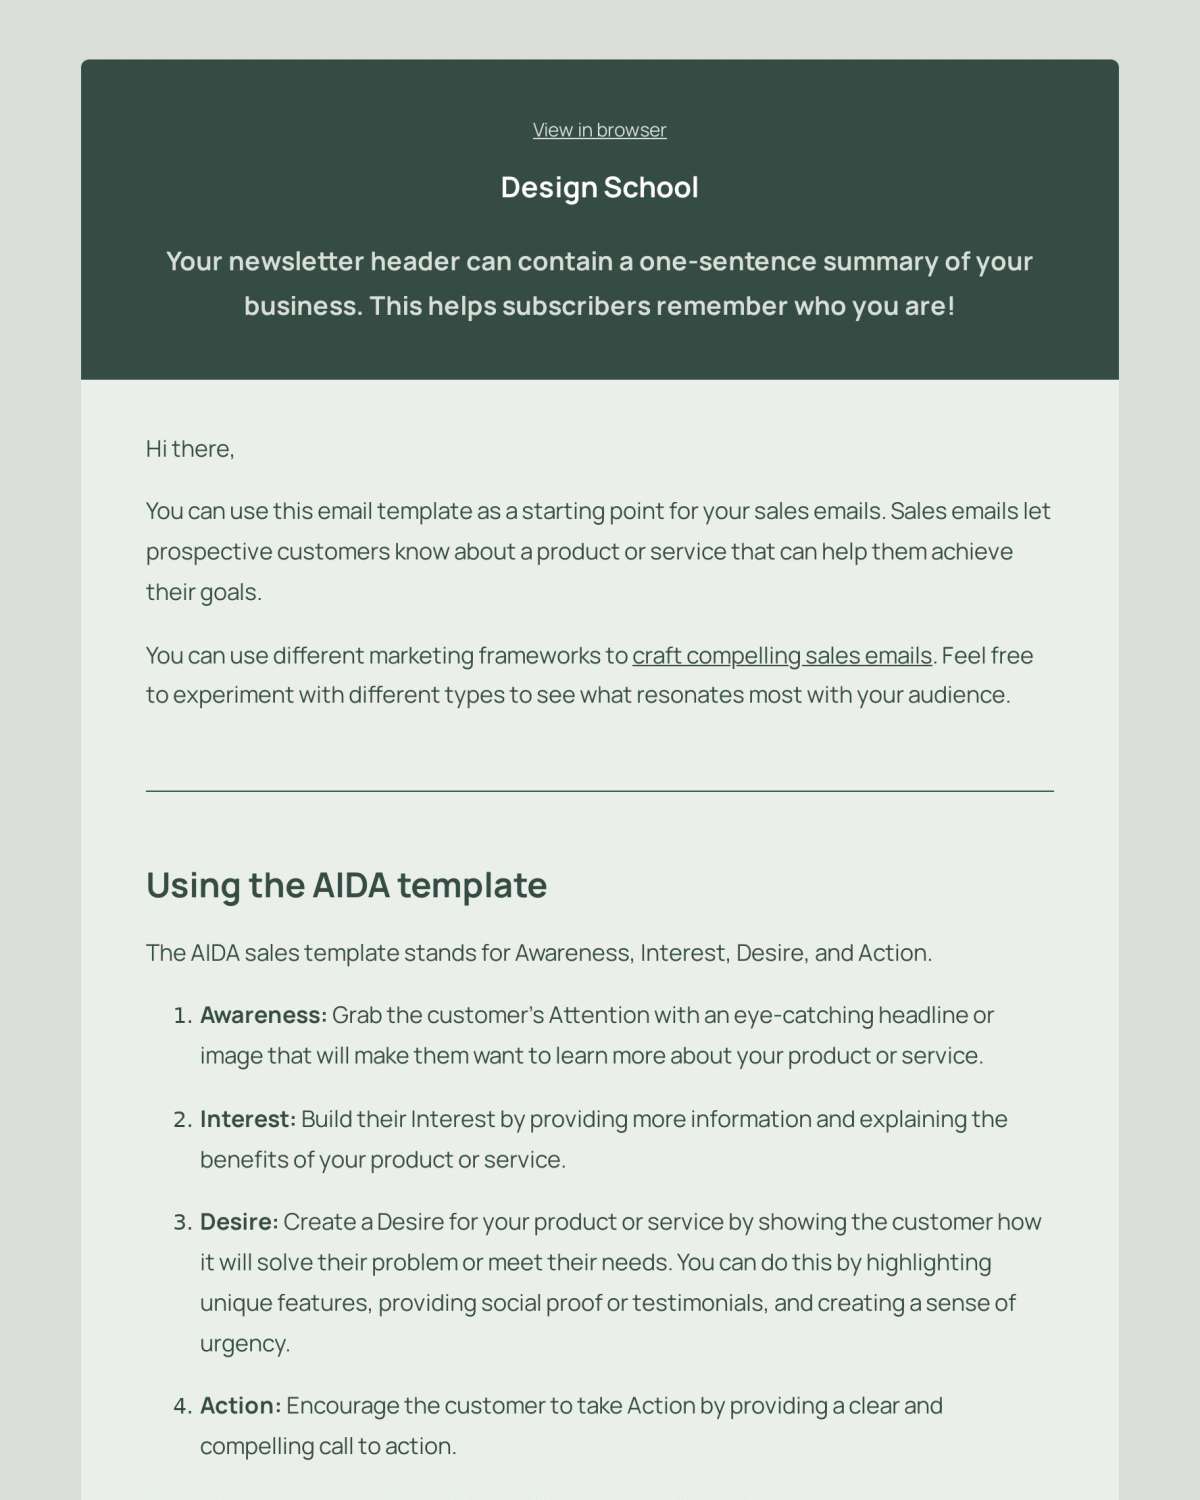 View in browser
Design School
Your newsletter header can contain a one-sentence summary of your
business. This helps subscribers remember who you are!
Hi there,
You can use this email template as a starting point for your sales emails. Sales emails let
prospective customers know about a product or service that can help them achieve
their goals.
You can use different marketing frameworks to craft compelling sales emails. Feel free
to experiment with different types to see what resonates most with your audience.
Using the AIDA template
The AIDA sales template stands for Awareness, Interest, Desire, and Action.
1. Awareness: Grab the customer’s Attention with an eye-catching headline or
image that will make them want to learn more about your product or service.
2. Interest: Build their Interest by providing more information and explaining the
benefits of your product or service.
3. Desire: Create a Desire for your product or service by showing the customer how
it will solve their problem or meet their needs. You can do this by highlighting
unique features, providing social proof or testimonials, and creating a sense of
urgency.
4. Action: Encourage the customer to take Action by providing a clear and
compelling call to action.